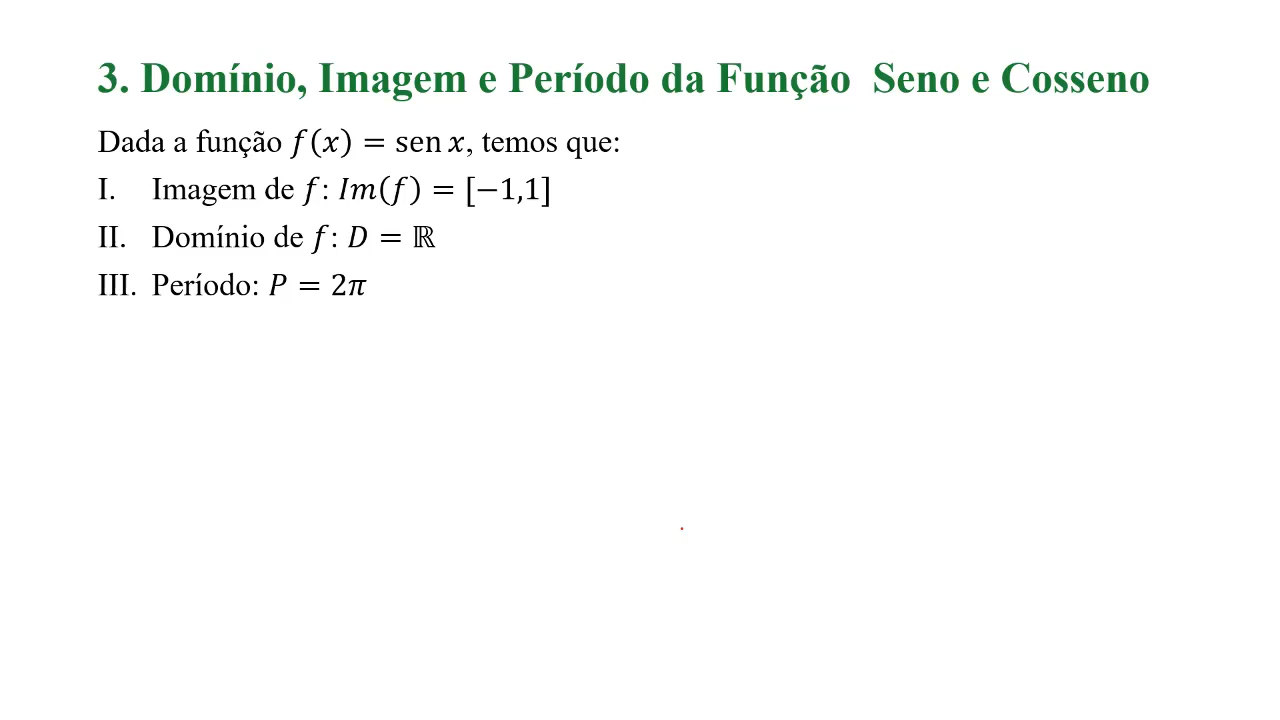 3. Domínio, Imagem e Período da Função  Seno e Cosseno
Dada a função 𝑓(𝑥) = sen 𝑥, temos que:
I. Imagem de 𝑓: 𝐼𝑚(𝑓) = [−1,1]
II. Domínio de 𝑓: 𝐷 = ℝ
III. Período: 𝑃 = 2𝜋